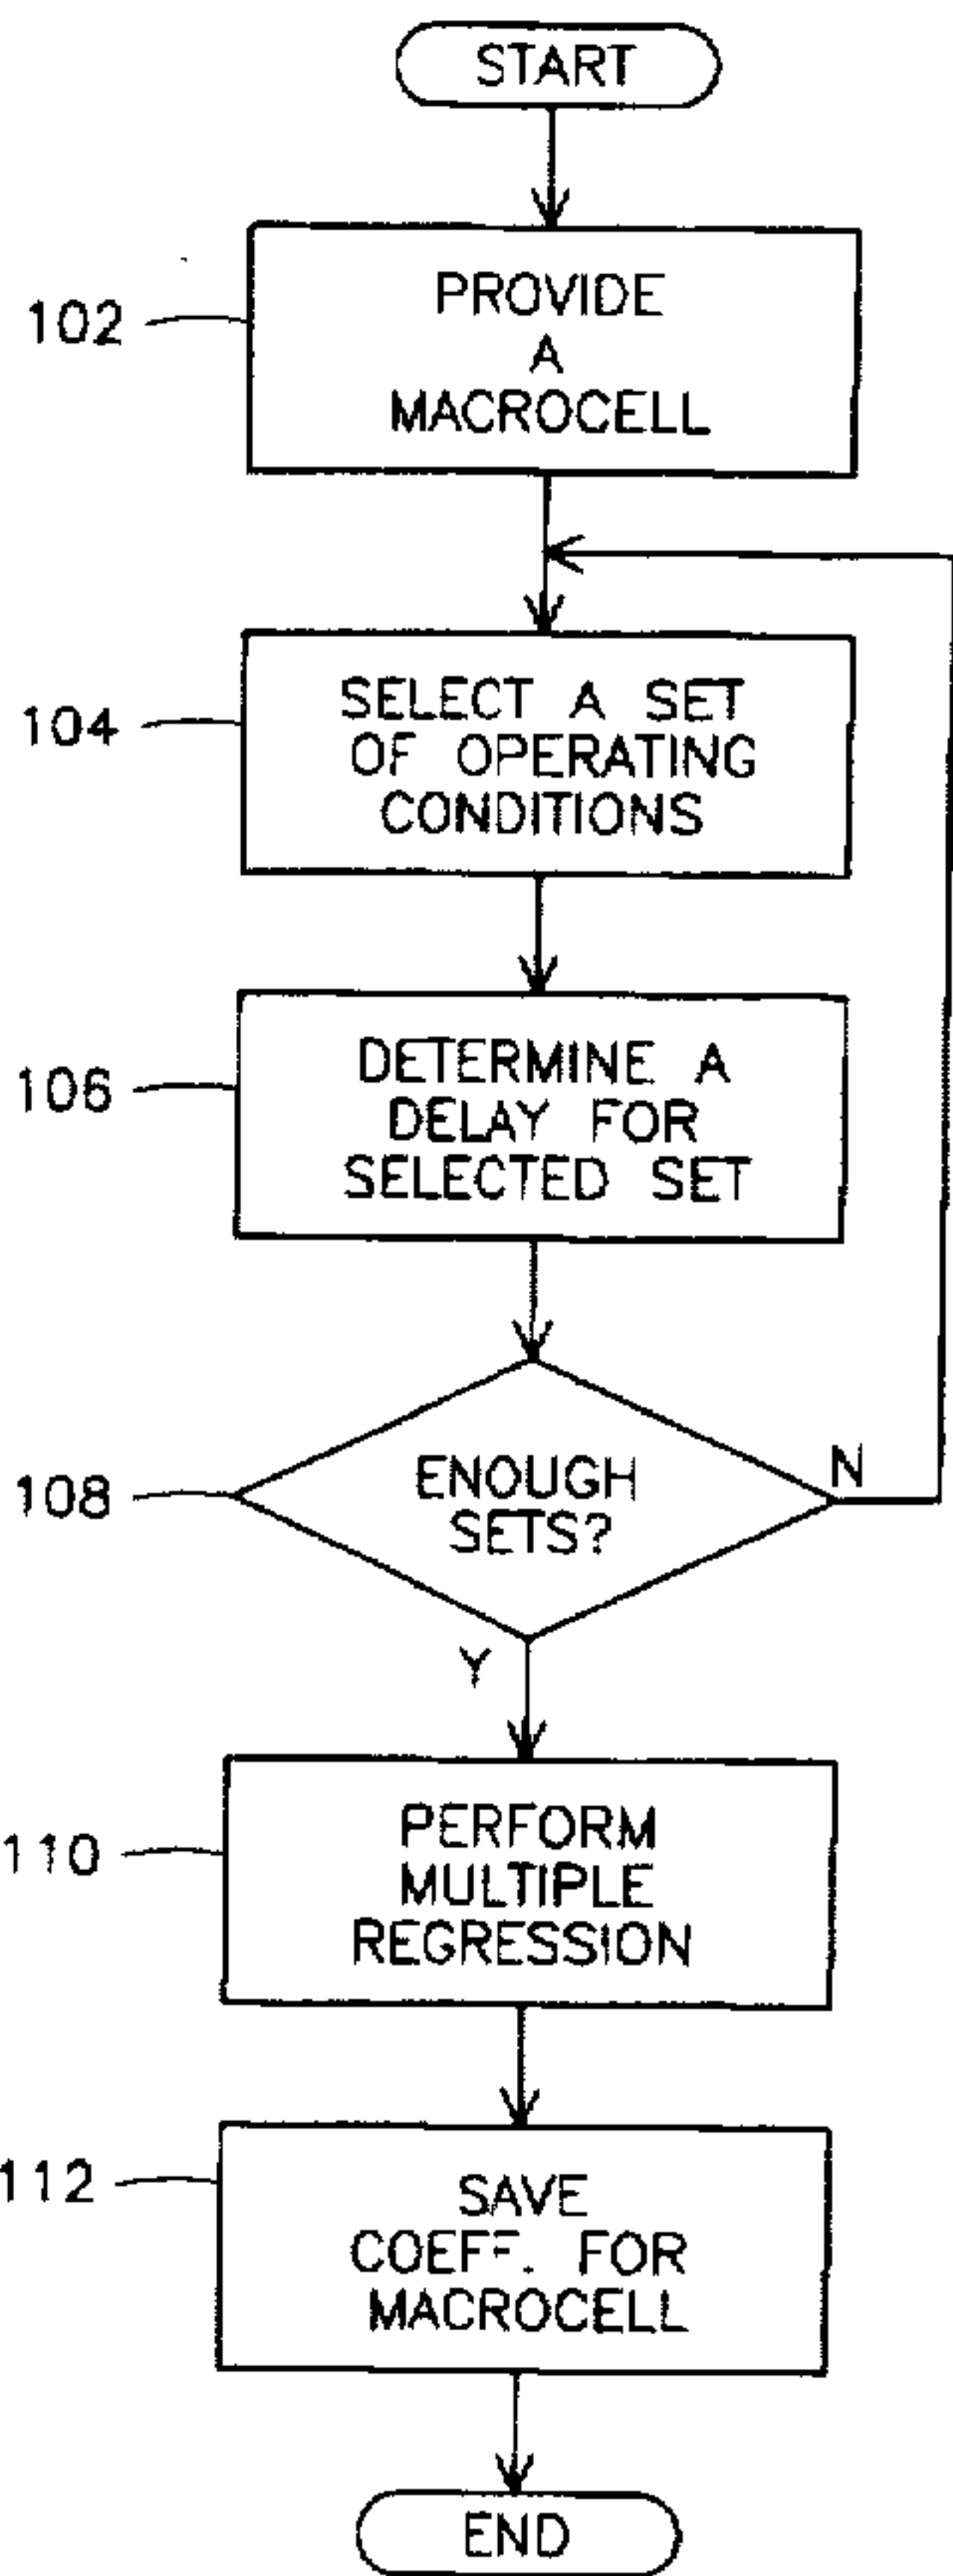 START
102
PROVIDE
A
MACROCELL
104
SELECT A SET
OF OPERATING
CONDITIONS
106
DETERMINE A
DELAY FOR
SELECTED SET
108
ENOUGH
SETS?
N
Y
110
PERFORM
MULTIPLE
REGRESSION
112
SAVE
COEFF. FOR
MACROCELL
END